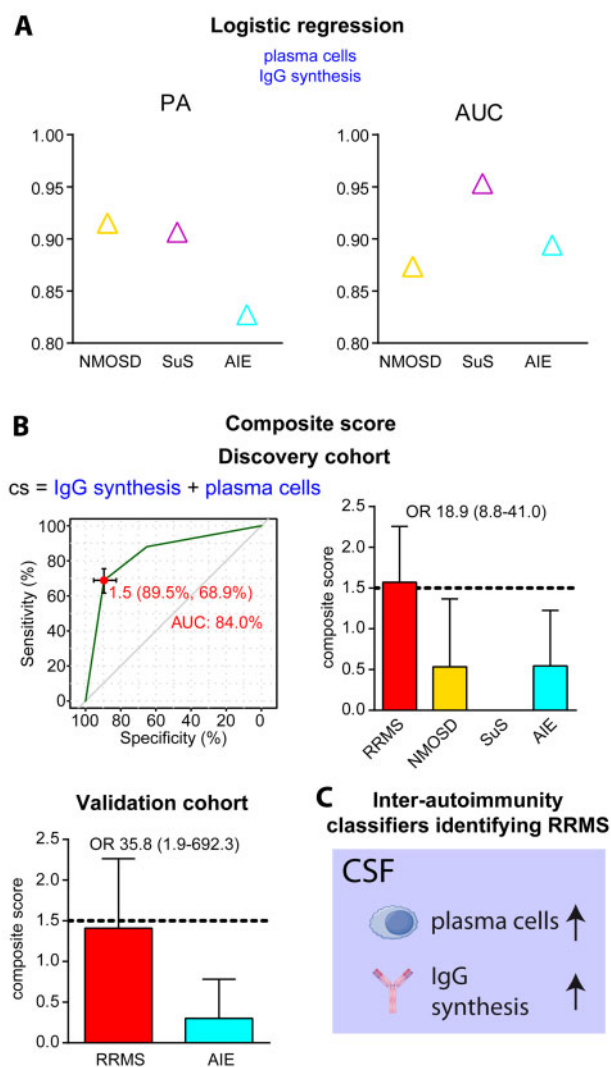 A
Logistic regression
plasma cells
IgG synthesis
PA
1.00
0.95
0.90
0.85
0.80
NMOSD SuS AIE
AUC
1.00
0.95
0.90
0.85
0.80
NMOSD SuS AIE
B
Composite score
Discovery cohort
cs = IgG synthesis + plasma cells
Sensitivity (%)
100
80
60
40
20
0
1.5 (89.5%, 68.9%)
AUC: 84.0%
100 80 60 40 20 0
Specificity (%)
composite score
2.5
2.0
1.5
1.0
0.5
0.0
OR 18.9 (8.8-41.0)
RRMS NMOSD SuS AIE
Validation cohort
composite score
2.5
2.0
1.5
1.0
0.5
0.0
OR 35.8 (1.9-692.3)
RRMS AIE
C
Inter-autoimmunity
classifiers identifying RRMS
CSF
plasma cells
IgG
synthesis